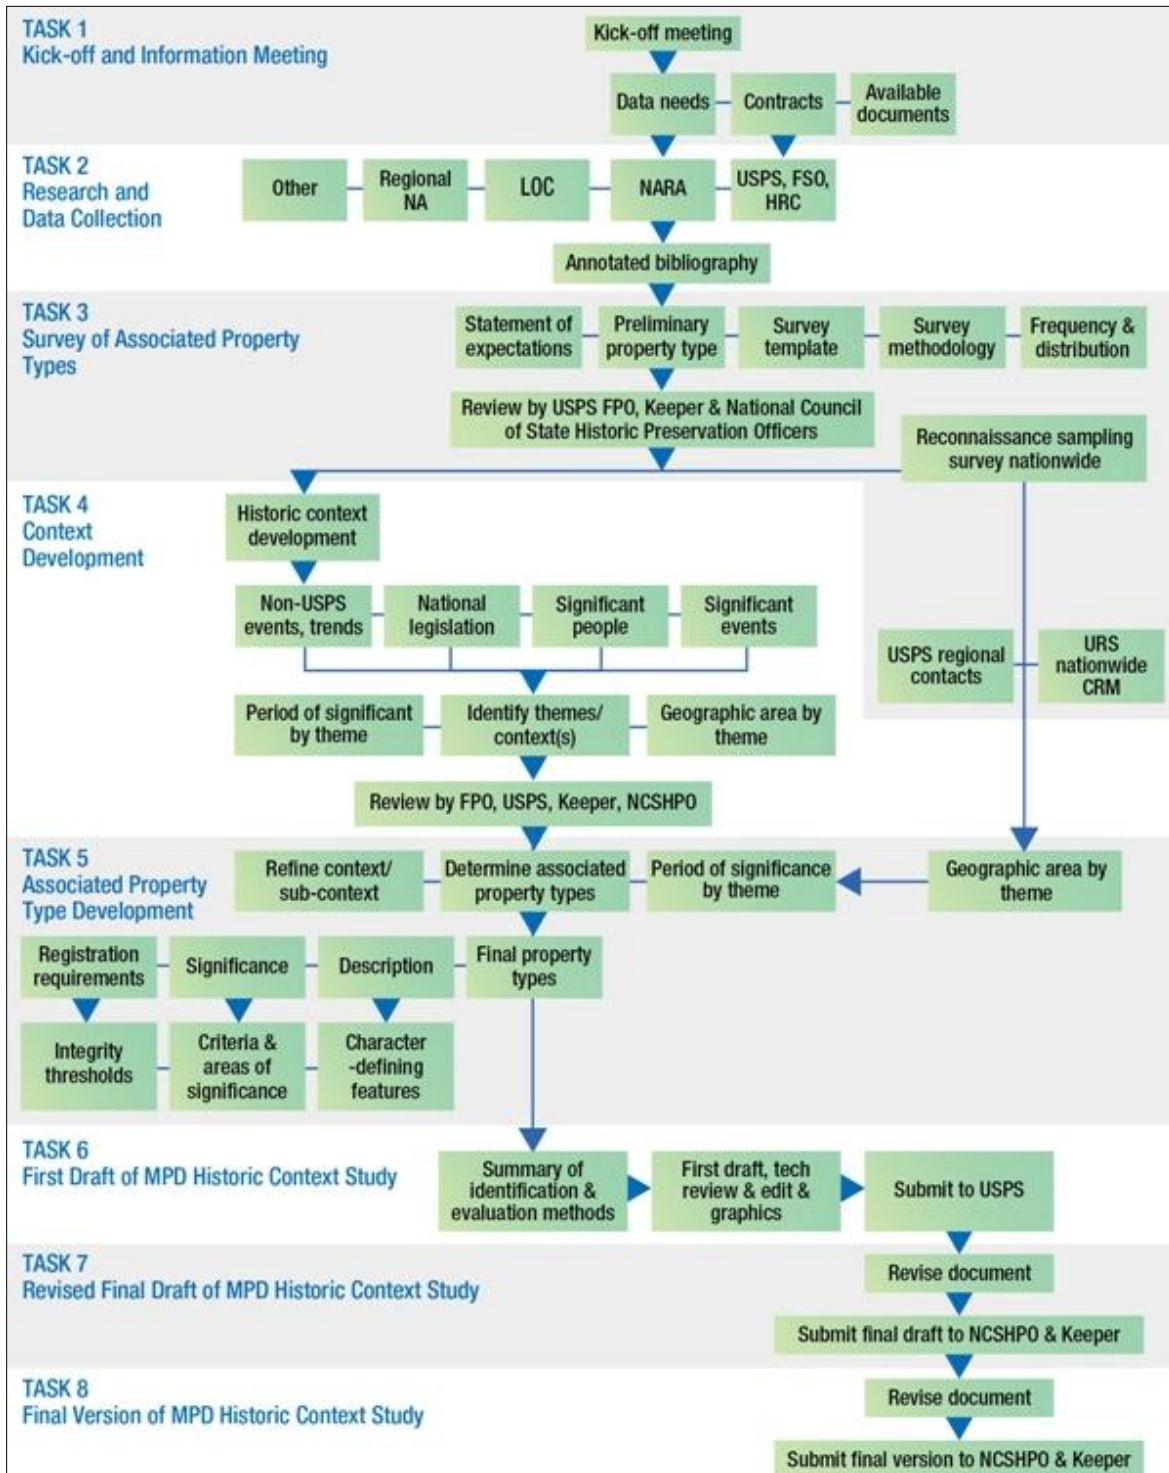 TASK 1
Kick-off and Information Meeting
Kick-off meeting
Data needs
Contracts
Available
documents
TASK 2
Research and
Data Collection
Other
Regional
NA
LOC
NARA
USPS, FSO,
HRC
Annotated bibliography
TASK 3
Survey of Associated Property
Types
Statement of
expectations
Preliminary
property type
Survey
template
Survey
methodology
Frequency &
distribution
Review by USPS FPO, Keeper & National Council
of State Historic Preservation Officers
Reconnaissance sampling
survey nationwide
TASK 4
Context
Development
Historic context
development
Non-USPS
events, trends
National
legislation
Significant
people
Significant
events
USPS regional
contacts
URS
nationwide
CRM
Period of significant
by theme
Identify themes/
context(s)
Geographic area by
theme
Review by FPO, USPS, Keeper, NCSHPO
TASK 5
Associated Property
Type Development
Refine context/
sub-context
Determine associated
property types
Period of significance
by theme
Geographic area by
theme
Registration
requirements
Significance
Description
Final property
types
Integrity
thresholds
Criteria &
areas of
significance
Character
-defining
features
TASK 6
First Draft of MPD Historic Context Study
Summary of
identification &
evaluation methods
First draft, tech
review & edit &
graphics
Submit to USPS
TASK 7
Revised Final Draft of MPD Historic Context Study
Revise document
Submit final draft to NCSHPO & Keeper
TASK 8
Final Version of MPD Historic Context Study
Revise document
Submit final version to NCSHPO & Keeper